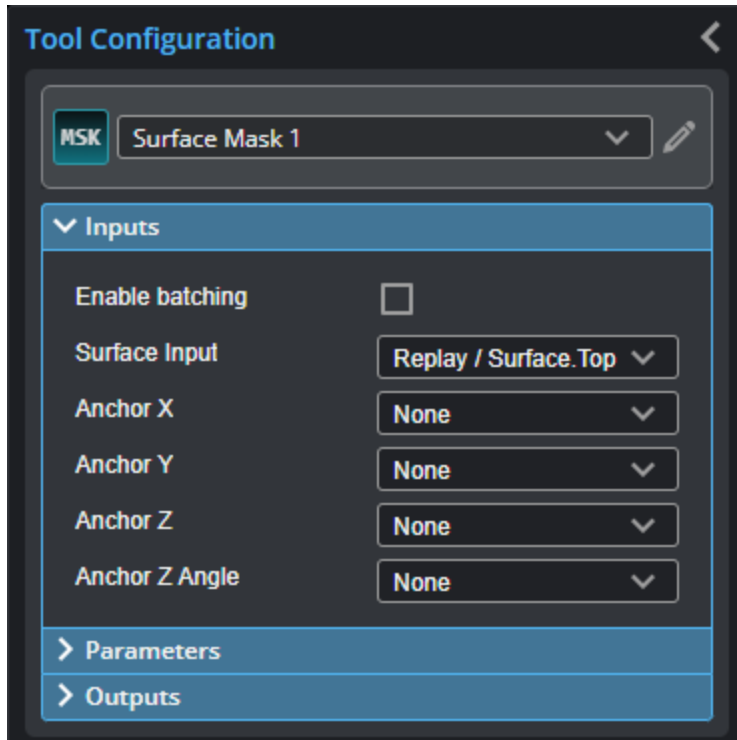 Tool Configuration
MSK Surface Mask 1
Inputs
Enable batching
Surface Input Replay / Surface.Top
Anchor X None
Anchor Y None
Anchor Z None
Anchor Z Angle None
Parameters
Outputs